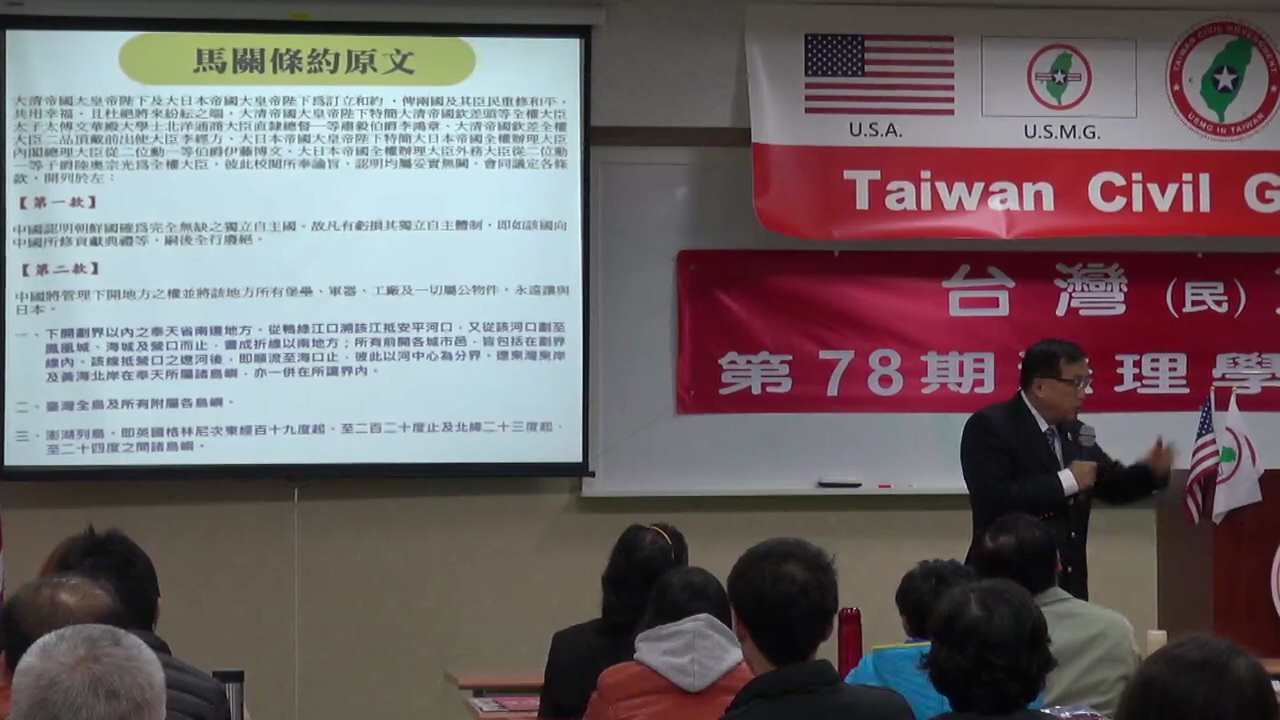 馬關條約原文
大清帝國大皇帝陛下及大日本帝國大皇帝陛下爲訂立和約，俾兩國及其臣民重修和平，
共用幸福，且杜絕將來紛紜之端，大清帝國大皇帝陛下特簡大清帝國欽差頭等全權大臣
太子太傅文華殿大學士北洋通商大臣直隸總督一等肅毅伯爵李鴻章、大清帝國欽差全權
大臣二品頂戴前出使大臣李經方、大日本帝國大皇帝陛下特簡大日本帝國全權辦理大臣
內閣總理大臣從二位勳一等伯爵伊藤博文、大日本帝國全權辦理大臣外務大臣從二位勳
一等子爵陸奧宗光爲全權大臣，彼此校閱所奉諭旨，認明均屬妥實無闕。會同議定各條
款，開列於左：
【第一款】
中國認明朝鮮國確爲完全無缺之獨立自主國。故凡有虧損其獨立自主體制，即如該國向
中國所修貢獻典禮等，嗣後全行廢絕。
【第二款】
中國將管理下開地方之權並將該地方所有堡壘、軍器、工廠及一切屬公物件，永遠讓與
日本。
一、下開劃界以內之奉天省南邊地方。從鴨綠江口溯該江抵安平河口，又從該河口劃至
鳳凰城、海城及營口而止，畫成折線以南地方；所有前開各城市邑，皆包括在劃界
線內。該線抵營口之遼河後，即順流至海口止，彼此以河中心為分界。遼東灣東岸
及黃海北岸在奉天所屬諸島嶼，亦一併在所讓界內。
二、臺灣全島及所有附屬各島嶼。
三、澎湖列島。即英國格林尼次東經百十九度起、至二百二十度止及北緯二十三度起、
至二十四度之間諸島嶼。
U.S.A.
U.S.M.G.
TAIWAN CIVIL GOVERNMENT
USMG IN TAIWAN
Taiwan Civil G
台灣(民)
第78期 理學